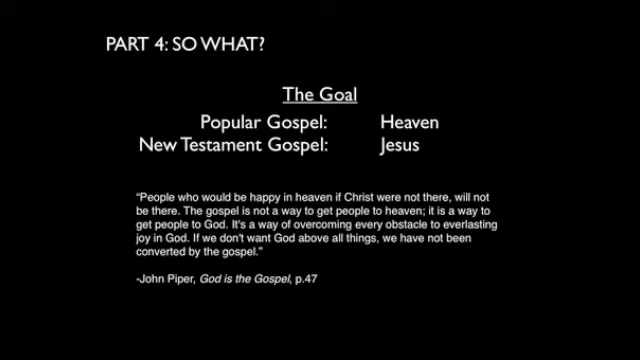 PART 4: SO WHAT?
The Goal
Popular Gospel: Heaven
New Testament Gospel: Jesus
“People who would be happy in heaven if Christ were not there, will not
be there. The gospel is not a way to get people to heaven; it is a way to
get people to God. It's a way of overcoming every obstacle to everlasting
joy in God. If we don't want God above all things, we have not been
converted by the gospel.”
-John Piper, God is the Gospel, p.47